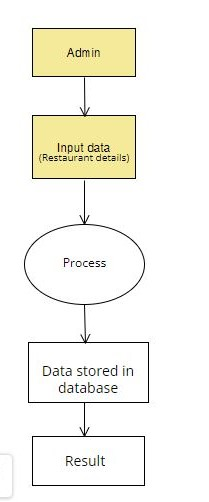 Admin
Input data
(Restaurant details)
Process
Data stored in
database
Result